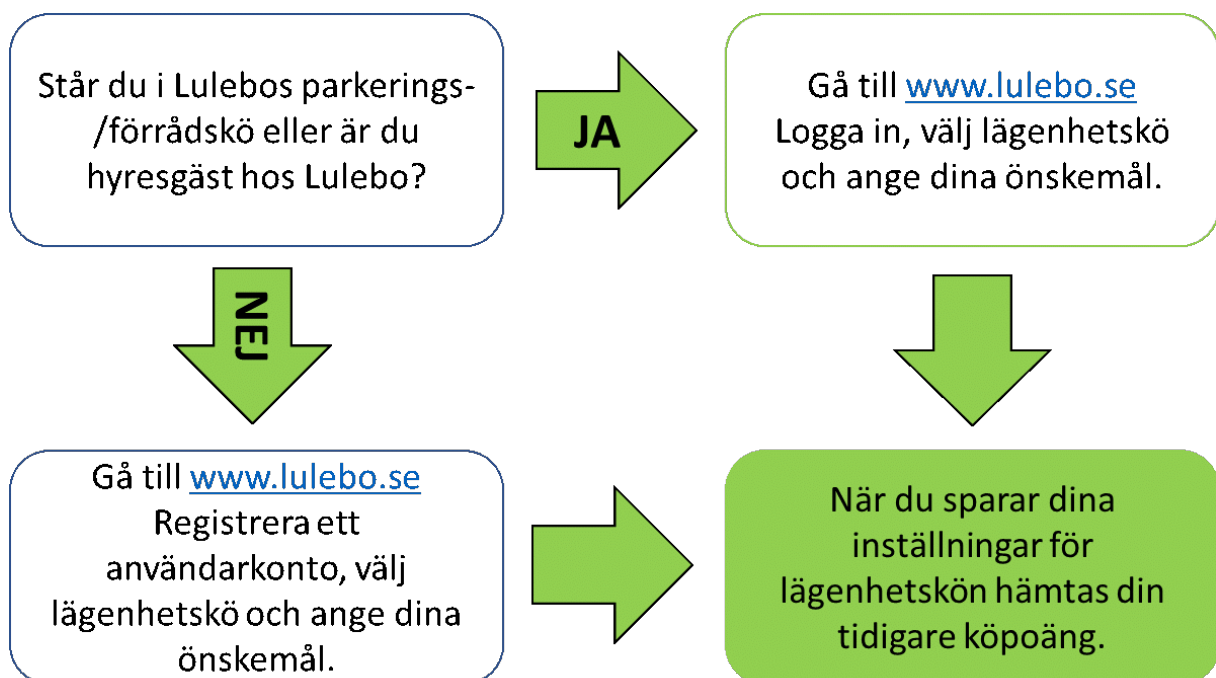 Står du i Lulebos parkerings-
/förrådskö eller är du
hyresgäst hos Lulebo?
JA
Gå till www.lulebo.se
Logga in, välj lägenhetskö
och ange dina önskemål.
NEJ
Gå till www.lulebo.se
Registrera ett
användarkonto, välj
lägenhetskö och ange dina
önskemål.
När du sparar dina
inställningar för
lägenhetskön hämtas din
tidigare köpoäng.